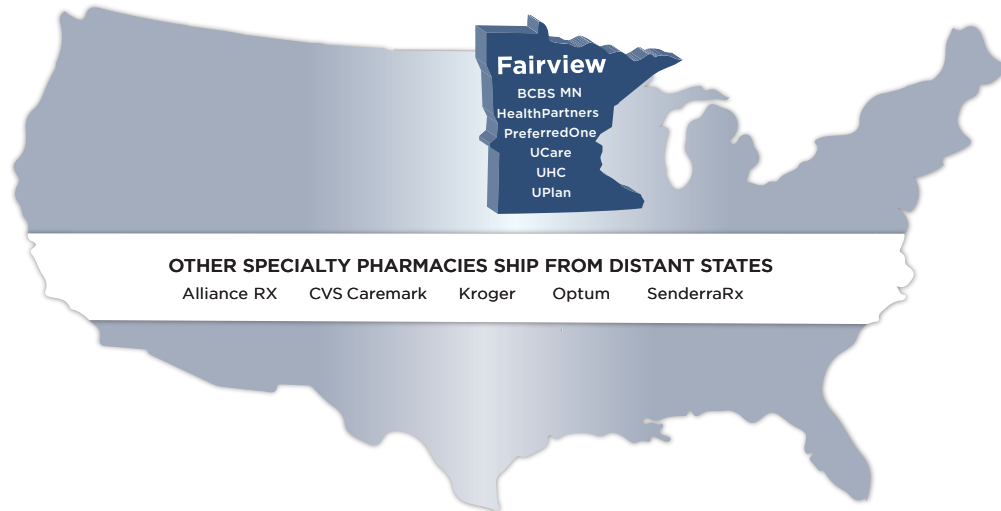 Fairview
BCBS MN
HealthPartners
PreferredOne
UCare
UHC
UPlan
OTHER SPECIALTY PHARMACIES SHIP FROM DISTANT STATES
Alliance RX CVS Caremark Kroger Optum SenderraRx